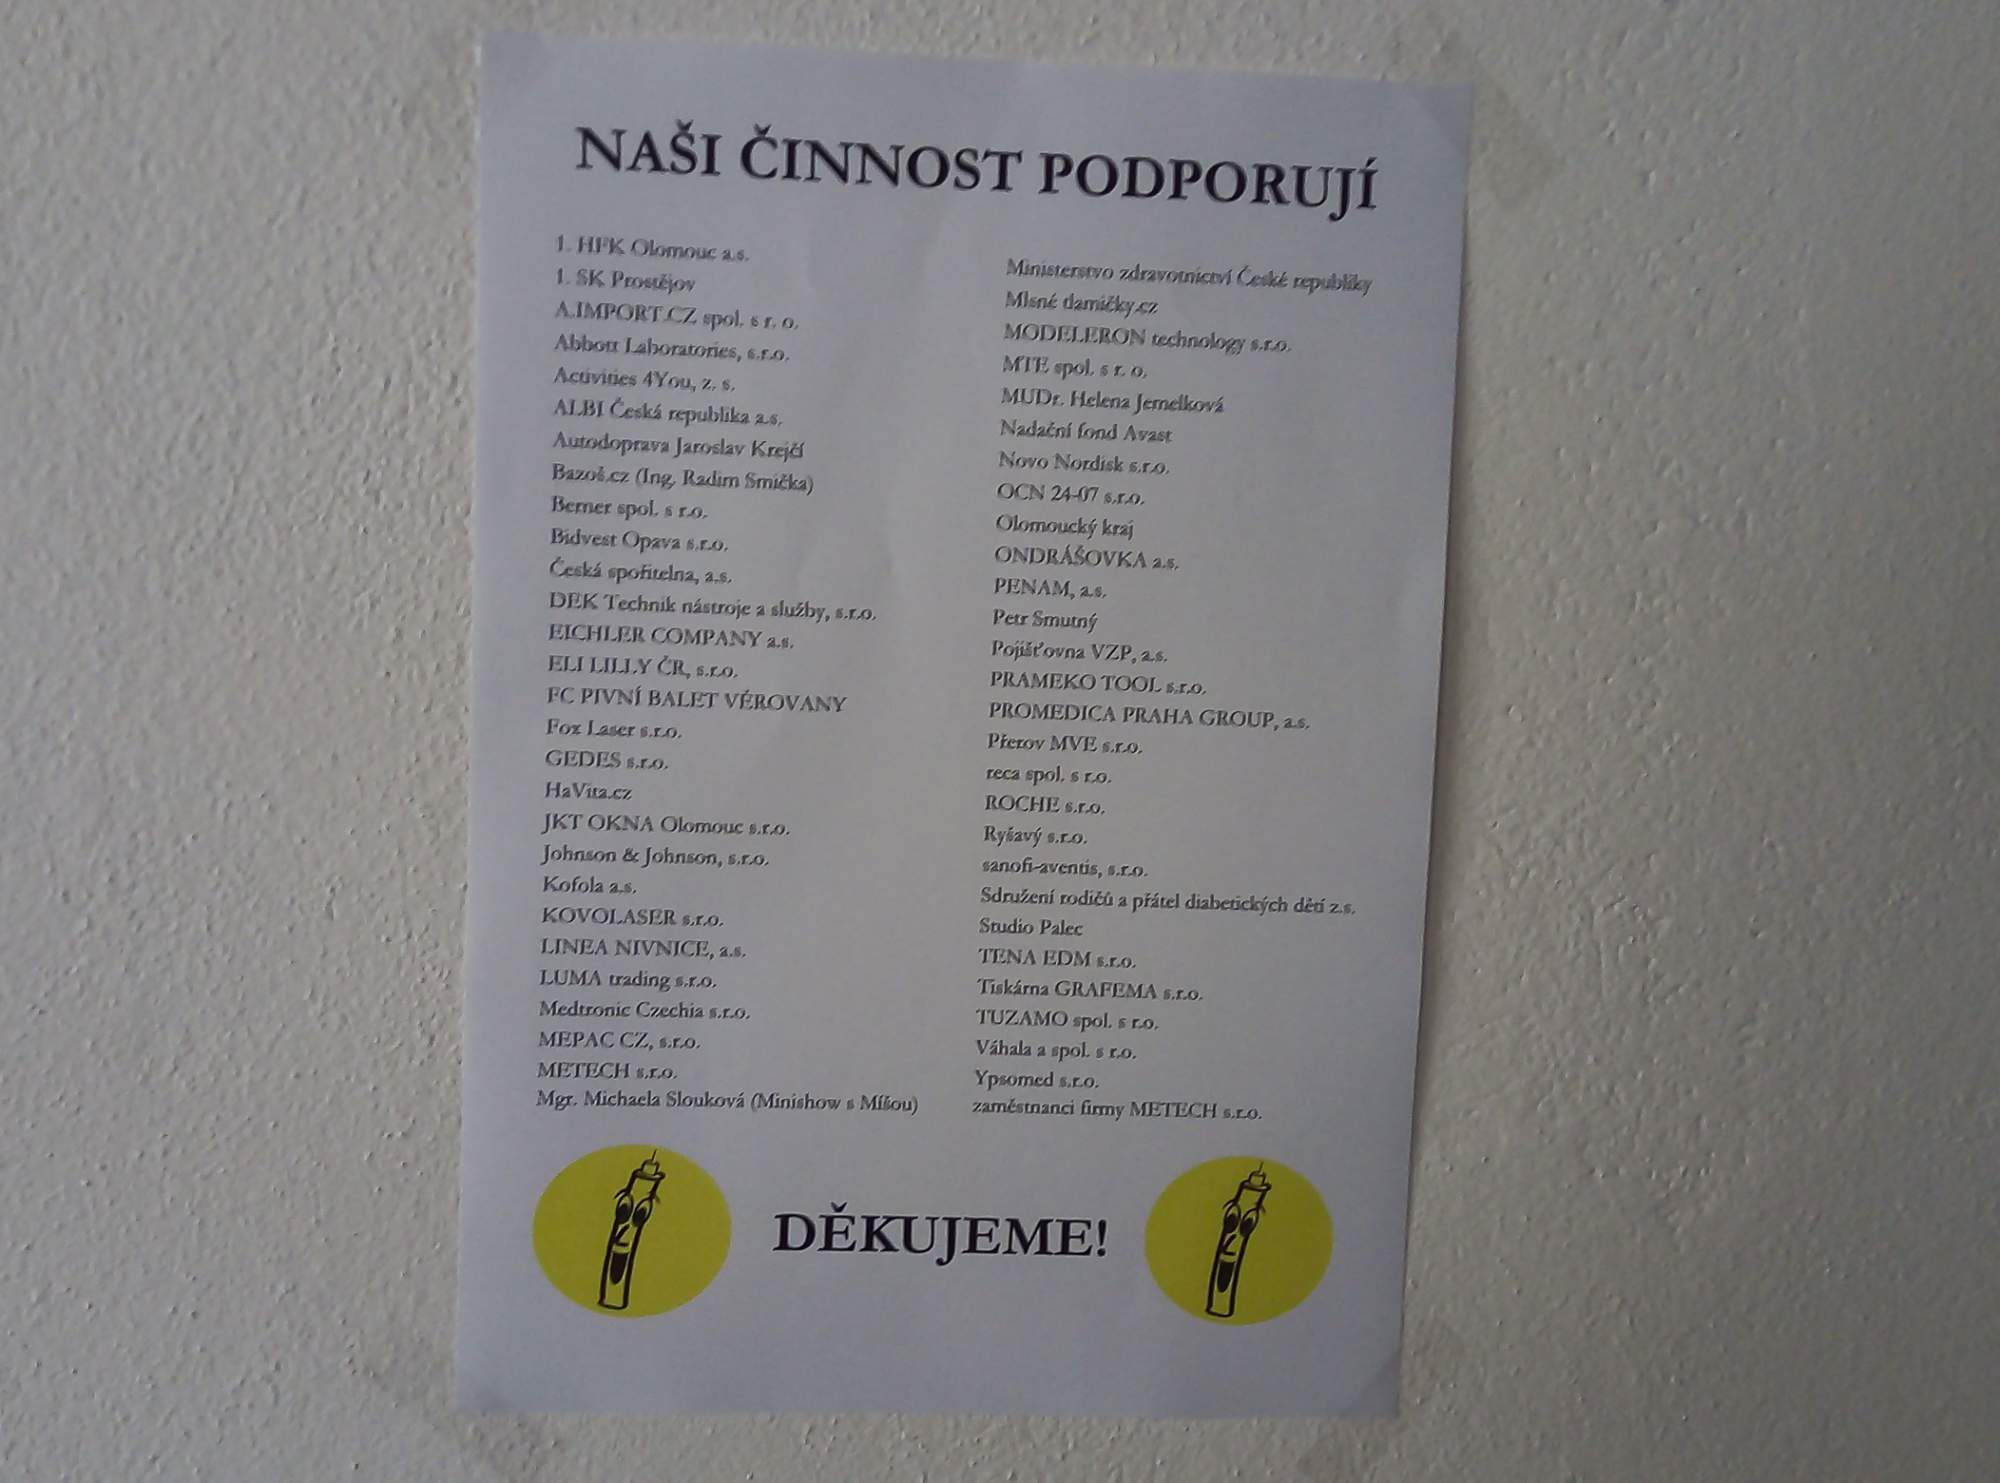 NAŠI ČINNOST PODPORUJÍ
1. HFK Olomouc a.s.
1. SK Prostějov
A.IMPORT.CZ spol. s r. o.
Abbott Laboratories, s.r.o.
Activities 4You, z. s.
ALBI Česká republika a.s.
Autodoprava Jaroslav Krejčí
Bazoš.cz (Ing. Radim Smička)
Berner spol. s r.o.
Bidvest Opava s.r.o.
Česká spořitelna, a.s.
DEK Technik nástroje a služby, s.r.o.
EICHLER COMPANY a.s.
ELI LILLY ČR, s.r.o.
FC PIVNÍ BALET VĚROVANY
Fox Laser s.r.o.
GEDES s.r.o.
HaVita.cz
JKT OKNA Olomouc s.r.o.
Johnson & Johnson, s.r.o.
Kofola a.s.
KOVOLASER s.r.o.
LINEA NIVNICE, a.s.
LUMA trading s.r.o.
Medtronic Czechia s.r.o.
MEPAC CZ, s.r.o.
METECH s.r.o.
Mgr. Michaela Slouková (Minishow s Míšou)
Ministerstvo zdravotnictví České republiky
Mlsné damičky.cz
MODELERON technology s.r.o.
MTE spol. s r. o.
MUDr. Helena Jemelková
Nadační fond Avast
Novo Nordisk s.r.o.
OCN 24-07 s.r.o.
Olomoucký kraj
ONDRÁŠOVKA a.s.
PENAM, a.s.
Petr Smutný
Pojišťovna VZP, a.s.
PRAMEKO TOOL s.r.o.
PROMEDICA PRAHA GROUP, a.s.
Přerov MVE s.r.o.
reca spol. s r.o.
ROCHE s.r.o.
Ryšavý s.r.o.
sanofi-aventis, s.r.o.
Sdružení rodičů a přátel diabetických dětí z.s.
Studio Palec
TENA EDM s.r.o.
Tiskárna GRAFEMA s.r.o.
TUZAMO spol. s r.o.
Váhala a spol. s r.o.
Ypsomed s.r.o.
zaměstnanci firmy METECH s.r.o.
DĚKUJEME!